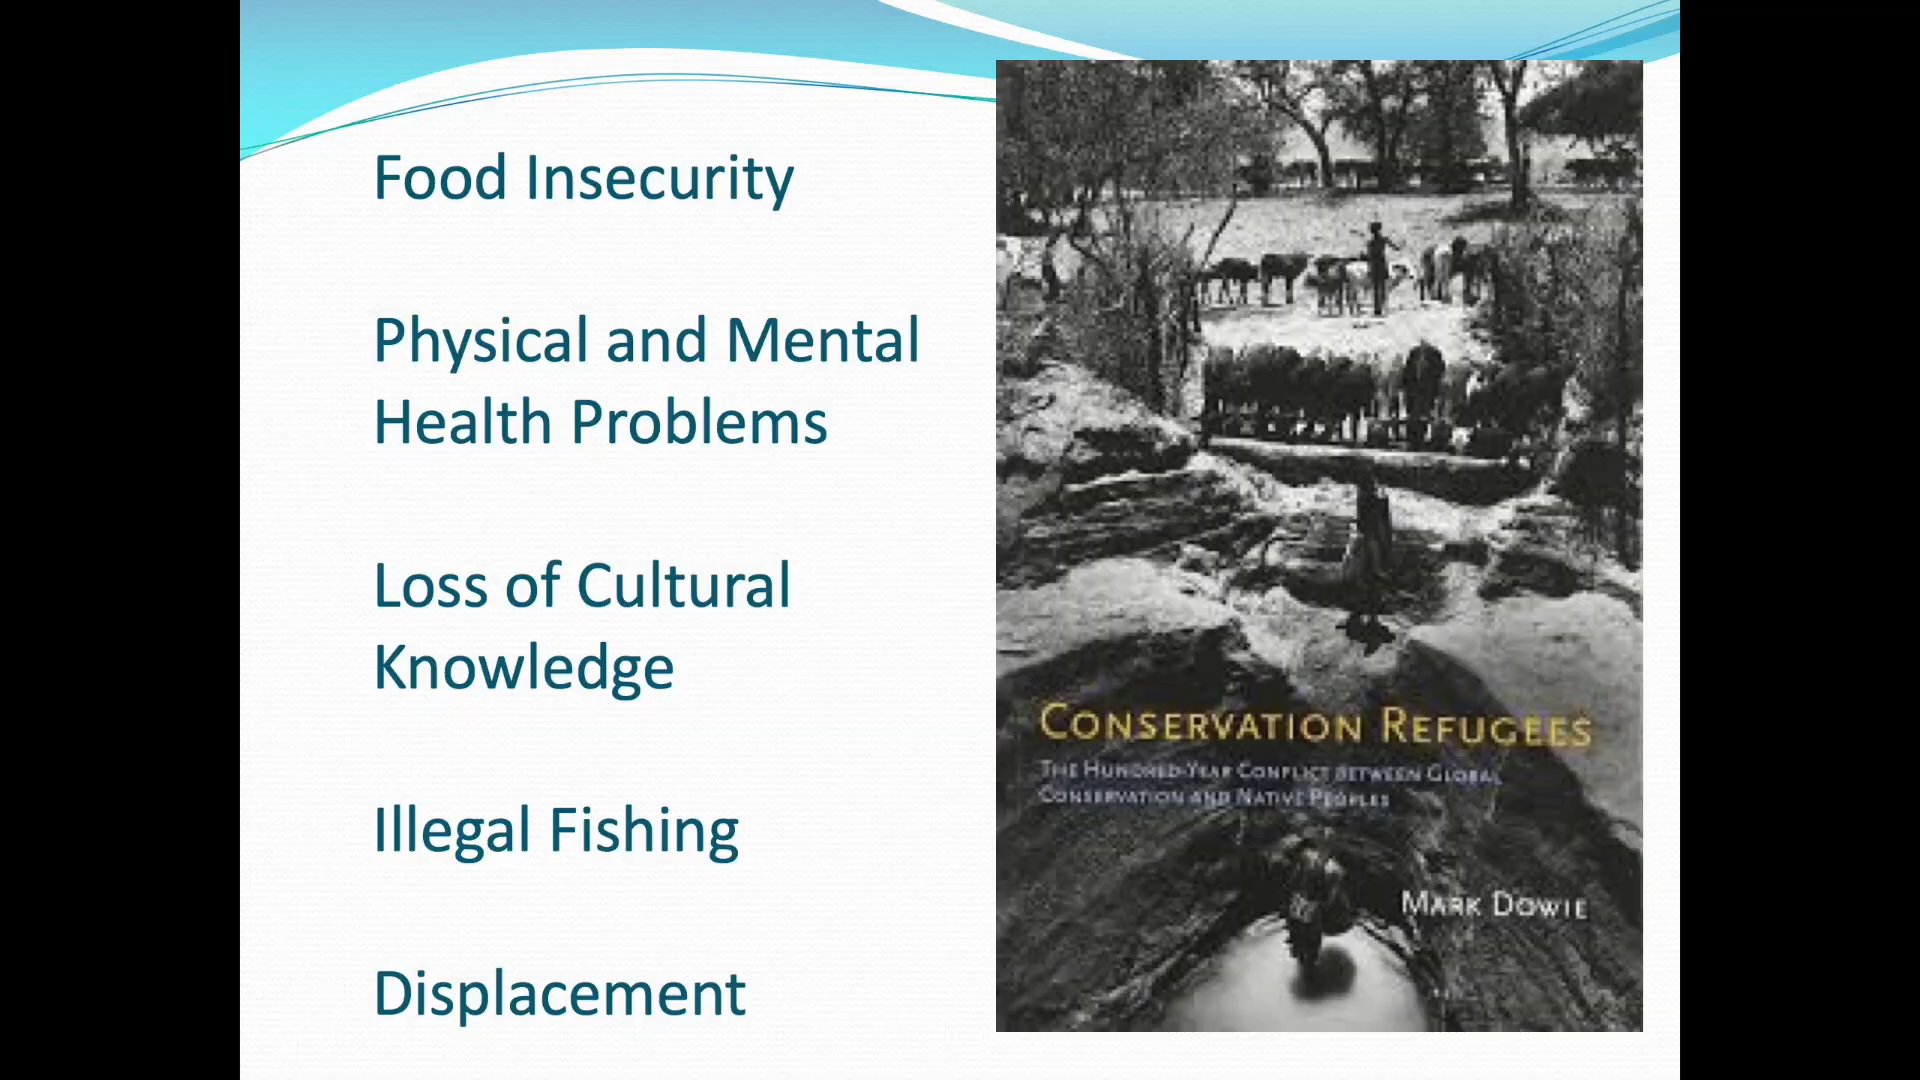 Food Insecurity
Physical and Mental
Health Problems
Loss of Cultural
Knowledge
Illegal Fishing
Displacement
CONSERVATION REFUGEES
THE HUNDRED-YEAR CONFLICT BETWEEN GLOBAL
CONSERVATION AND NATIVE PEOPLES
MARK DOWIE